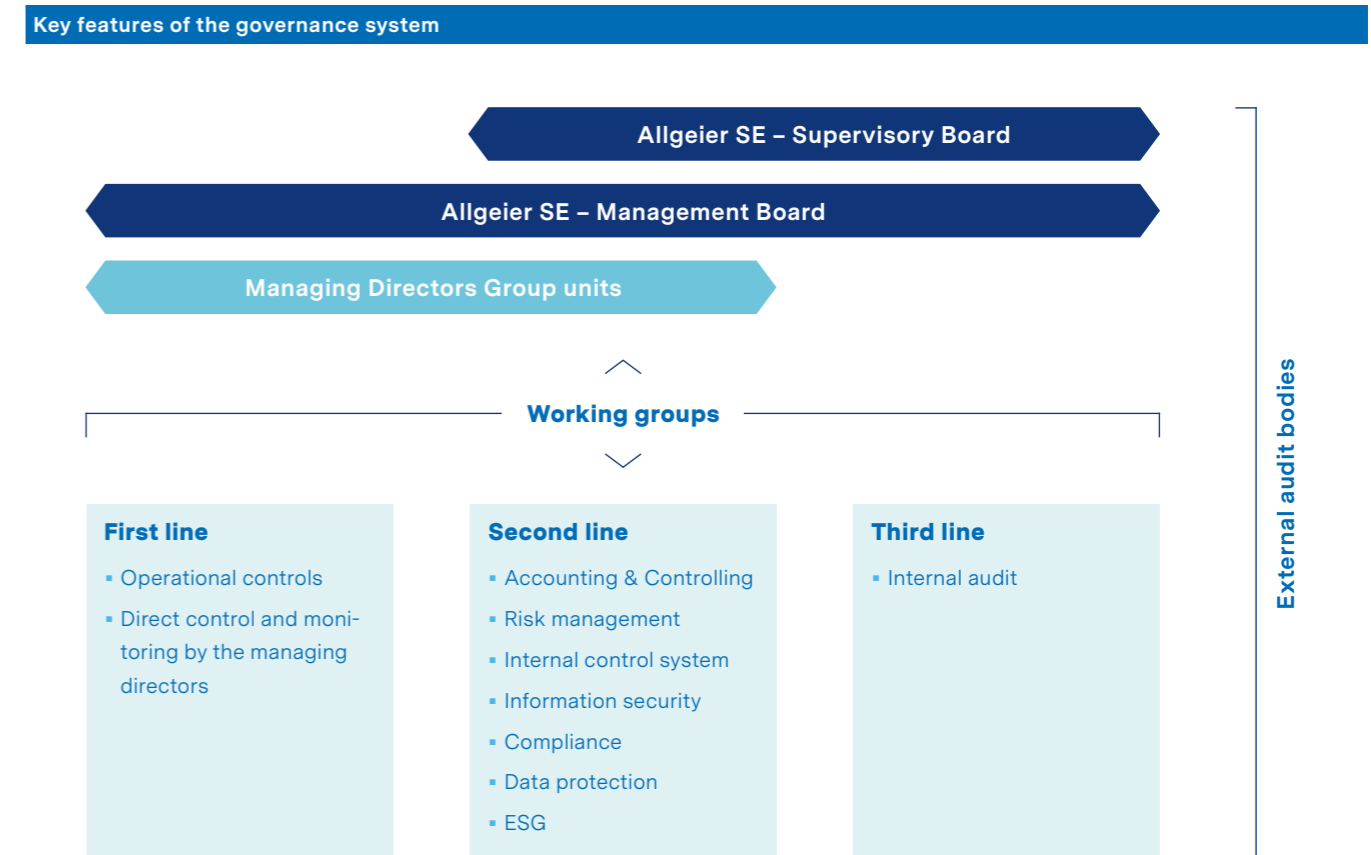 Key features of the governance system
Allgeier SE – Supervisory Board
Allgeier SE – Management Board
Managing Directors Group units
Working groups
External audit bodies
First line
▪ Operational controls
▪ Direct control and moni-
toring by the managing
directors
Second line
▪ Accounting & Controlling
▪ Risk management
▪ Internal control system
▪ Information security
▪ Compliance
▪ Data protection
▪ ESG
Third line
▪ Internal audit